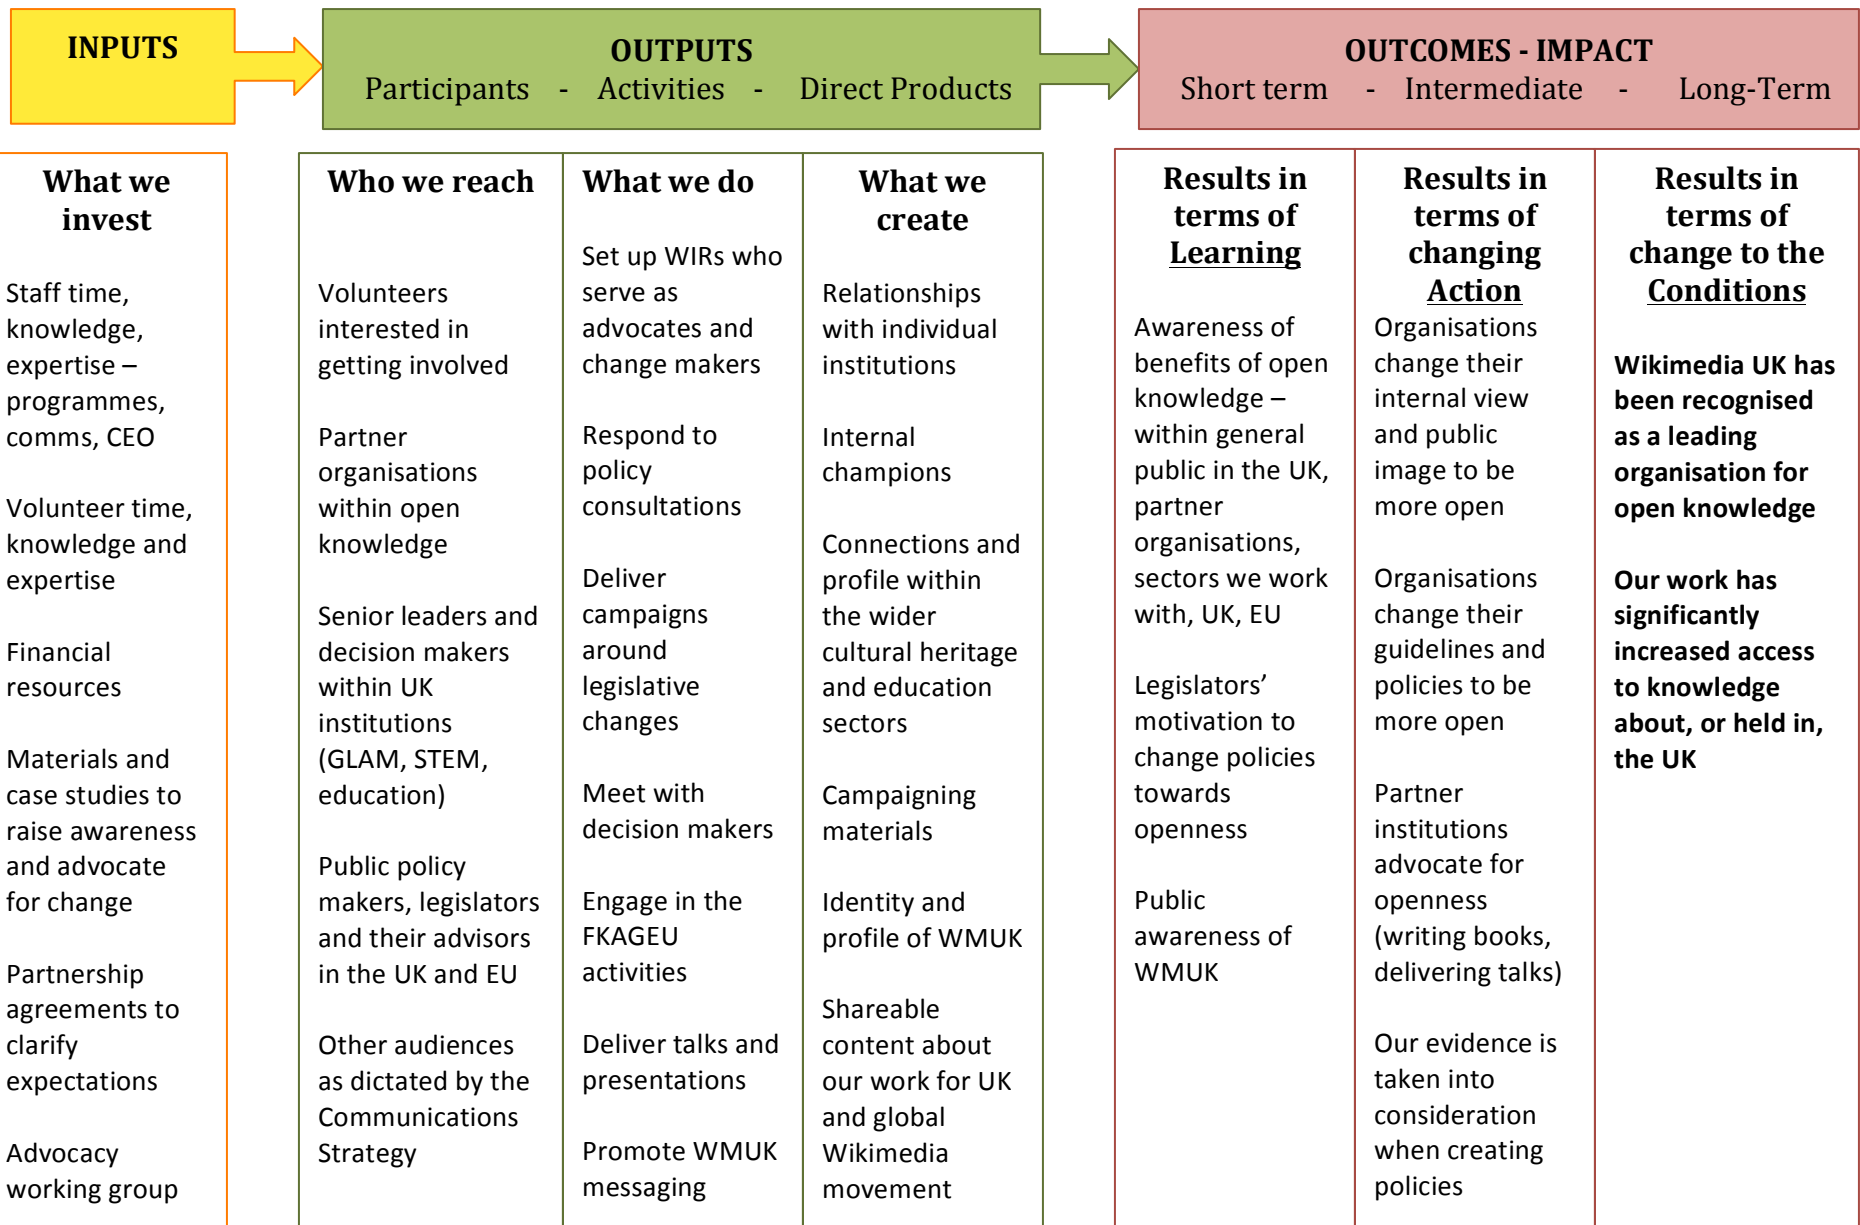 INPUTS
OUTPUTS
Participants - Activities - Direct Products
OUTCOMES - IMPACT
Short term - Intermediate - Long-Term
What we
invest
Staff time,
knowledge,
expertise –
programmes,
comms, CEO
Volunteer time,
knowledge and
expertise
Financial
resources
Materials and
case studies to
raise awareness
and advocate
for change
Partnership
agreements to
clarify
expectations
Advocacy
working group
Who we reach
Volunteers
interested in
getting involved
Partner
organisations
within open
knowledge
Senior leaders and
decision makers
within UK
institutions
(GLAM, STEM,
education)
Public policy
makers, legislators
and their advisors
in the UK and EU
Other audiences
as dictated by the
Communications
Strategy
What we do
Set up WIRs who
serve as
advocates and
change makers
Respond to
policy
consultations
Deliver
campaigns
around
legislative
changes
Meet with
decision makers
Engage in the
FKAGEU
activities
Deliver talks and
presentations
Promote WMUK
messaging
What we
create
Relationships
with individual
institutions
Internal
champions
Connections and
profile within
the wider
cultural heritage
and education
sectors
Campaigning
materials
Identity and
profile of WMUK
Shareable
content about
our work for UK
and global
Wikimedia
movement
Results in
terms of
Learning
Awareness of
benefits of open
knowledge –
within general
public in the UK,
partner
organisations,
sectors we work
with, UK, EU
Legislators’
motivation to
change policies
towards
openness
Public
awareness of
WMUK
Results in
terms of
changing
Action
Organisations
change their
internal view
and public
image to be
more open
Organisations
change their
guidelines and
policies to be
more open
Partner
institutions
advocate for
openness
(writing books,
delivering talks)
Our evidence is
taken into
consideration
when creating
policies
Results in
terms of
change to the
Conditions
Wikimedia UK has
been recognised
as a leading
organisation for
open knowledge
Our work has
significantly
increased access
to knowledge
about, or held in,
the UK